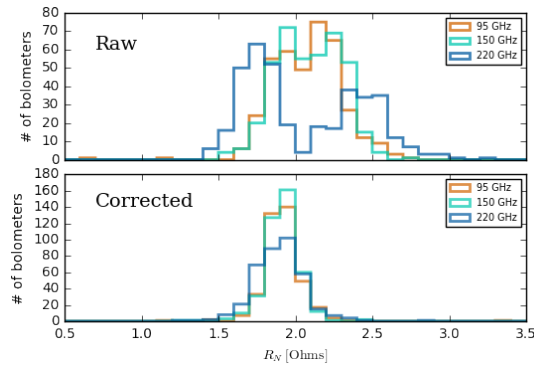 80
70
60
50
40
30
20
10
0
# of bolometers
Raw
95 GHz
150 GHz
220 GHz
180
160
140
120
100
80
60
40
20
0
# of bolometers
Corrected
95 GHz
150 GHz
220 GHz
0.5 1.0 1.5 2.0 2.5 3.0 3.5
R_N [Ohms]